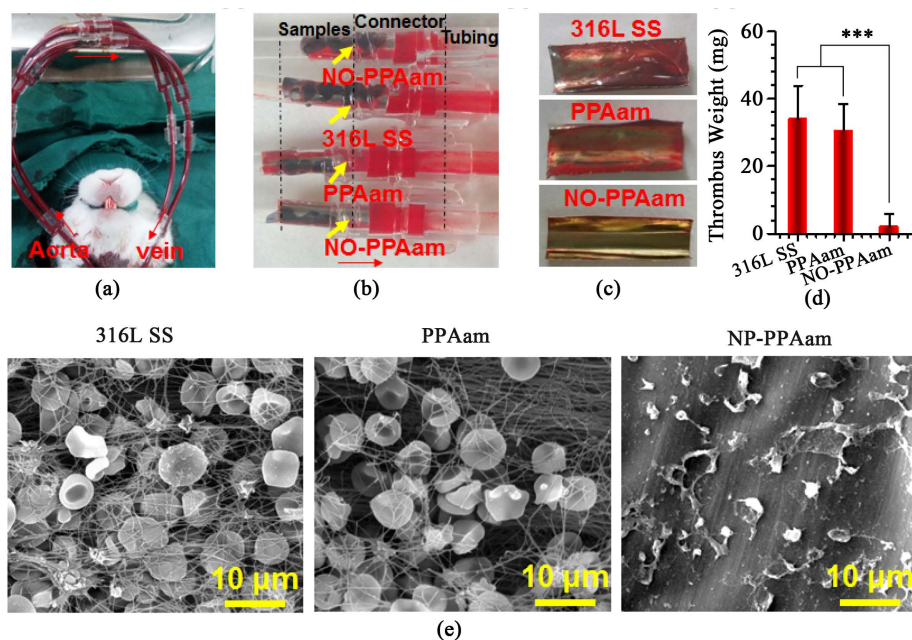 Aorta
vein
(a)
Samples
Connector
Tubing
NO-PPAam
316L SS
PPAam
NO-PPAam
(b)
316L SS
PPAam
NO-PPAam
(c)
Thrombus Weight (mg)
60
40
20
0
***
316L SS
PPAam
NO-PPAam
(d)
316L SS
PPAam
NP-PPAam
10 μm
10 μm
10 μm
(e)